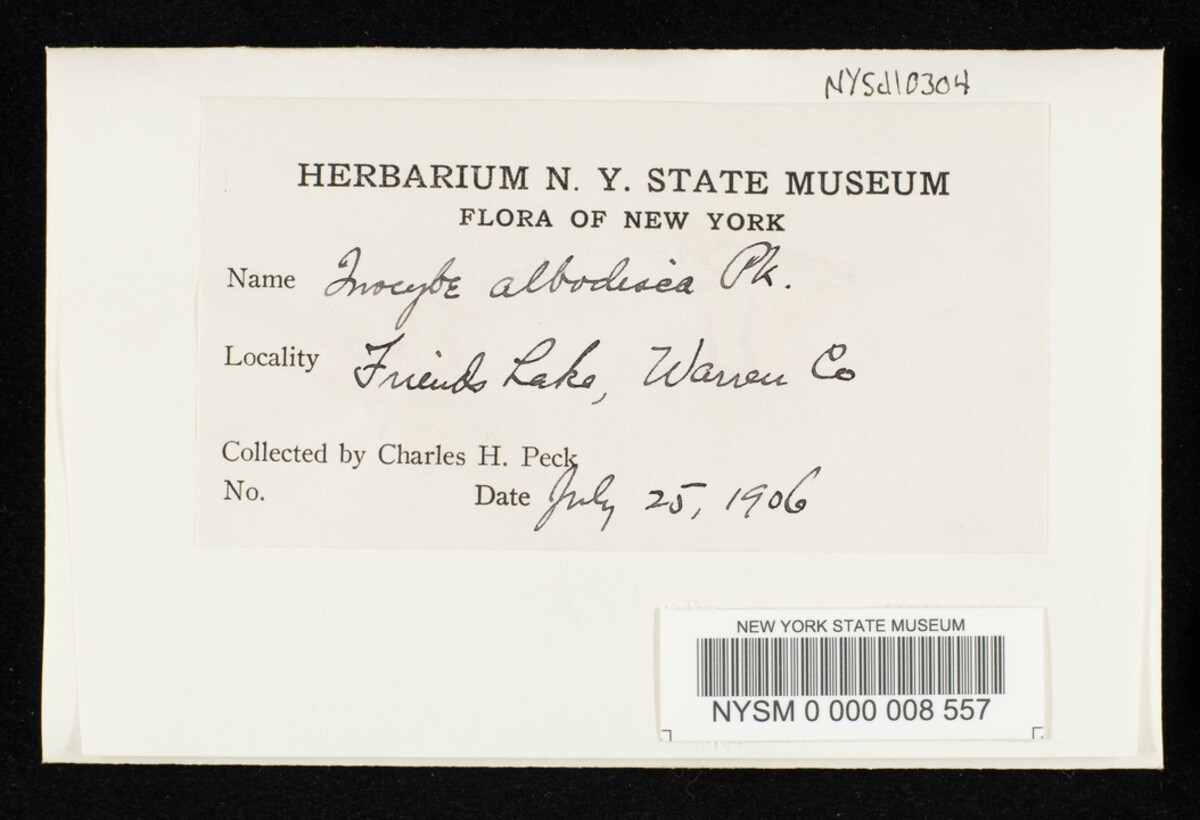 NYSd10304
HERBARIUM N. Y. STATE MUSEUM
FLORA OF NEW YORK
Name Inocybe albodisca Pk.
Locality Friends Lake, Warren Co
Collected by Charles H. Peck
No. Date July 25, 1906
NEW YORK STATE MUSEUM
NYSM 0 000 008 557